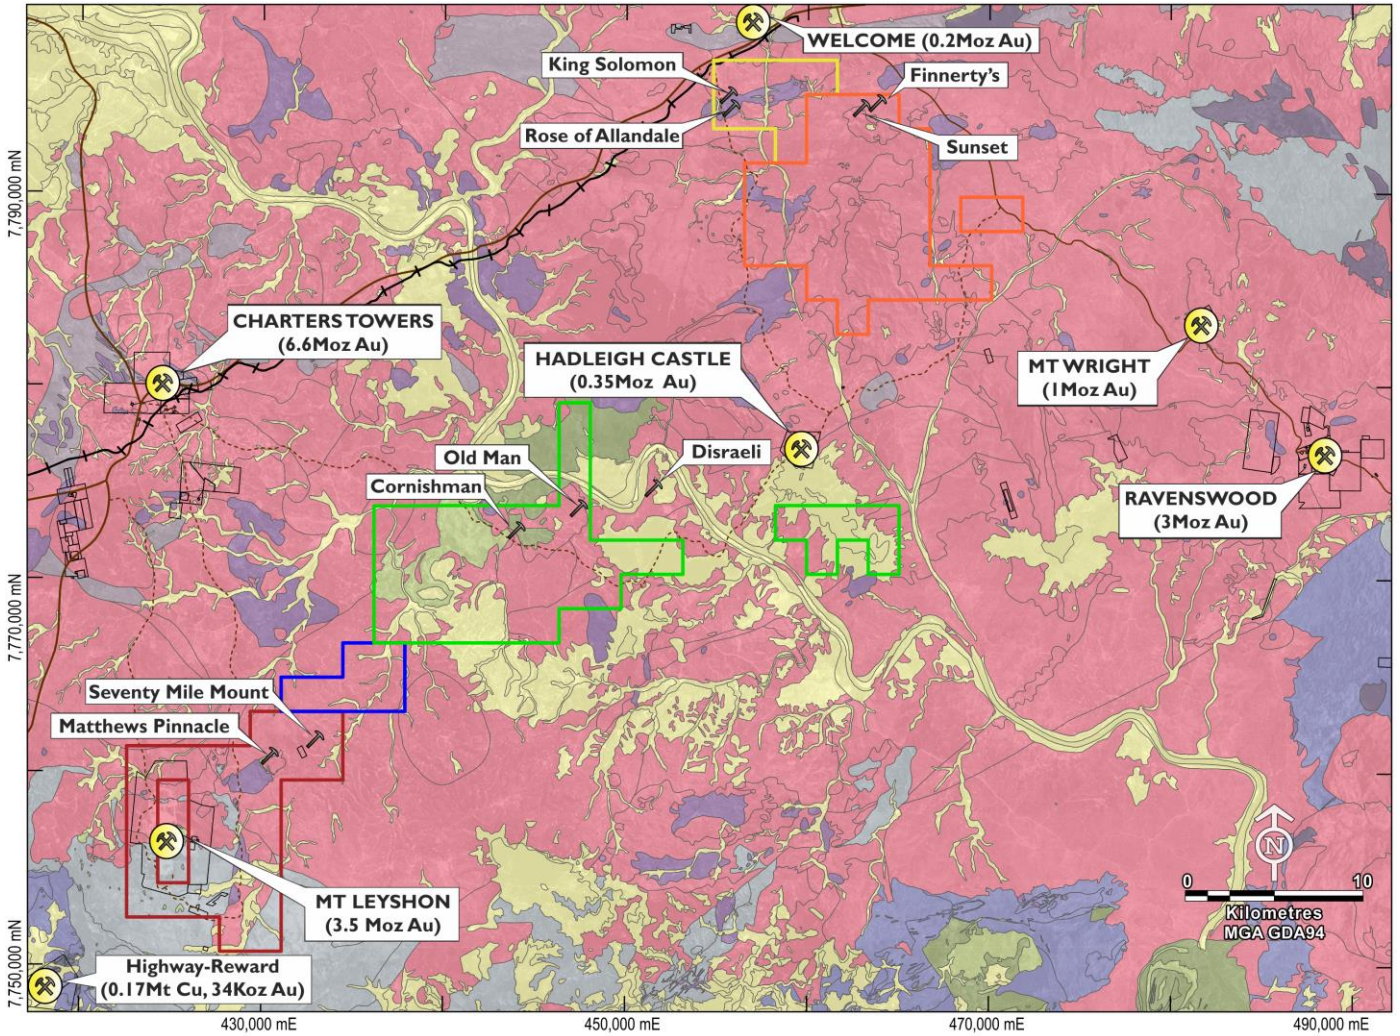 WELCOME (0.2Moz Au)
King Solomon
Finnerty's
Rose of Allandale
Sunset
7,790,000 mN
CHARTERS TOWERS
(6.6Moz Au)
HADLEIGH CASTLE
(0.35Moz Au)
MT WRIGHT
(1Moz Au)
Old Man
Disraeli
Cornishman
RAVENSWOOD
(3Moz Au)
7,770,000 mN
Seventy Mile Mount
Matthews Pinnacle
MT LEYSHON
(3.5 Moz Au)
N
0 10
Kilometres
MGA GDA94
Highway-Reward
(0.17Mt Cu, 34Koz Au)
7,750,000 mN
430,000 mE
450,000 mE
470,000 mE
490,000 mE